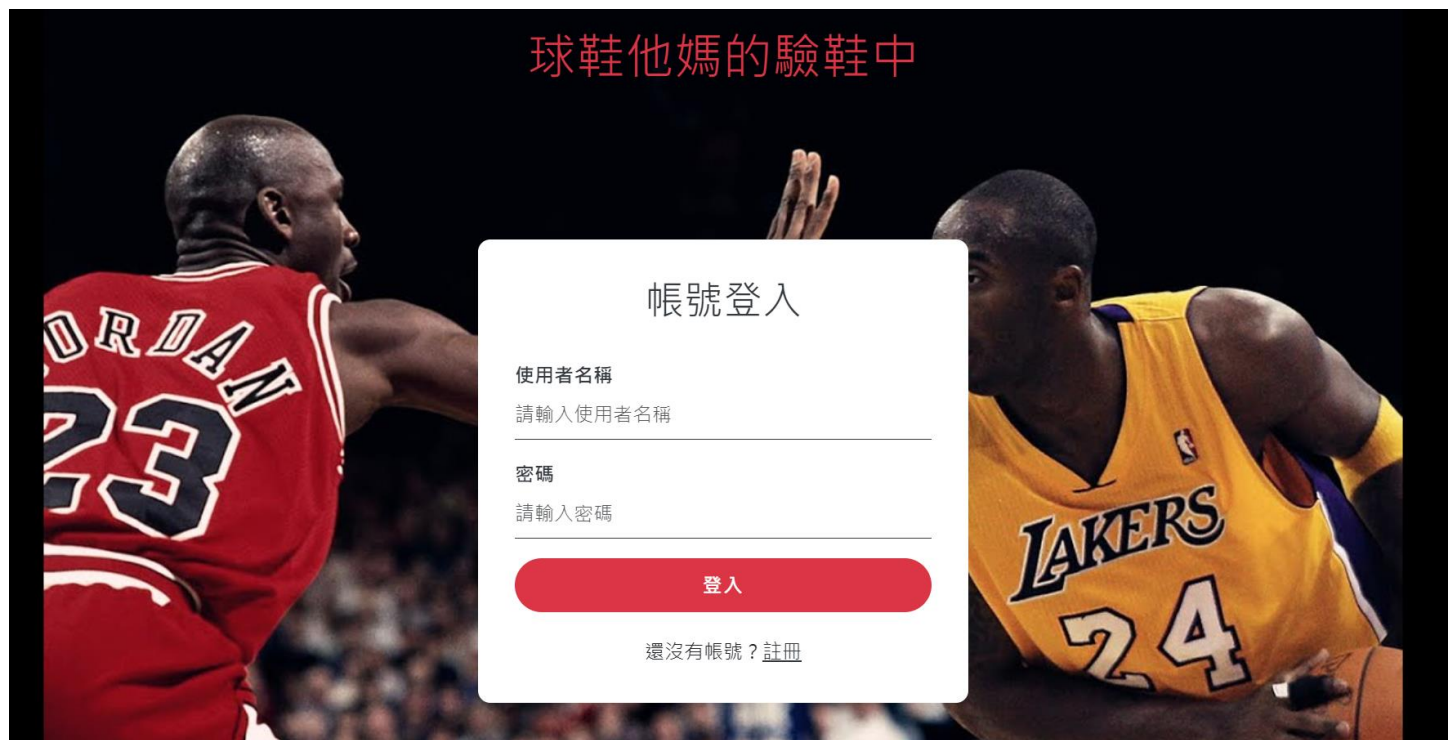 球鞋他媽的驗鞋中
帳號登入
使用者名稱
請輸入使用者名稱
密碼
請輸入密碼
登入
還沒有帳號？註冊
ORDAN
23
LAKERS
24